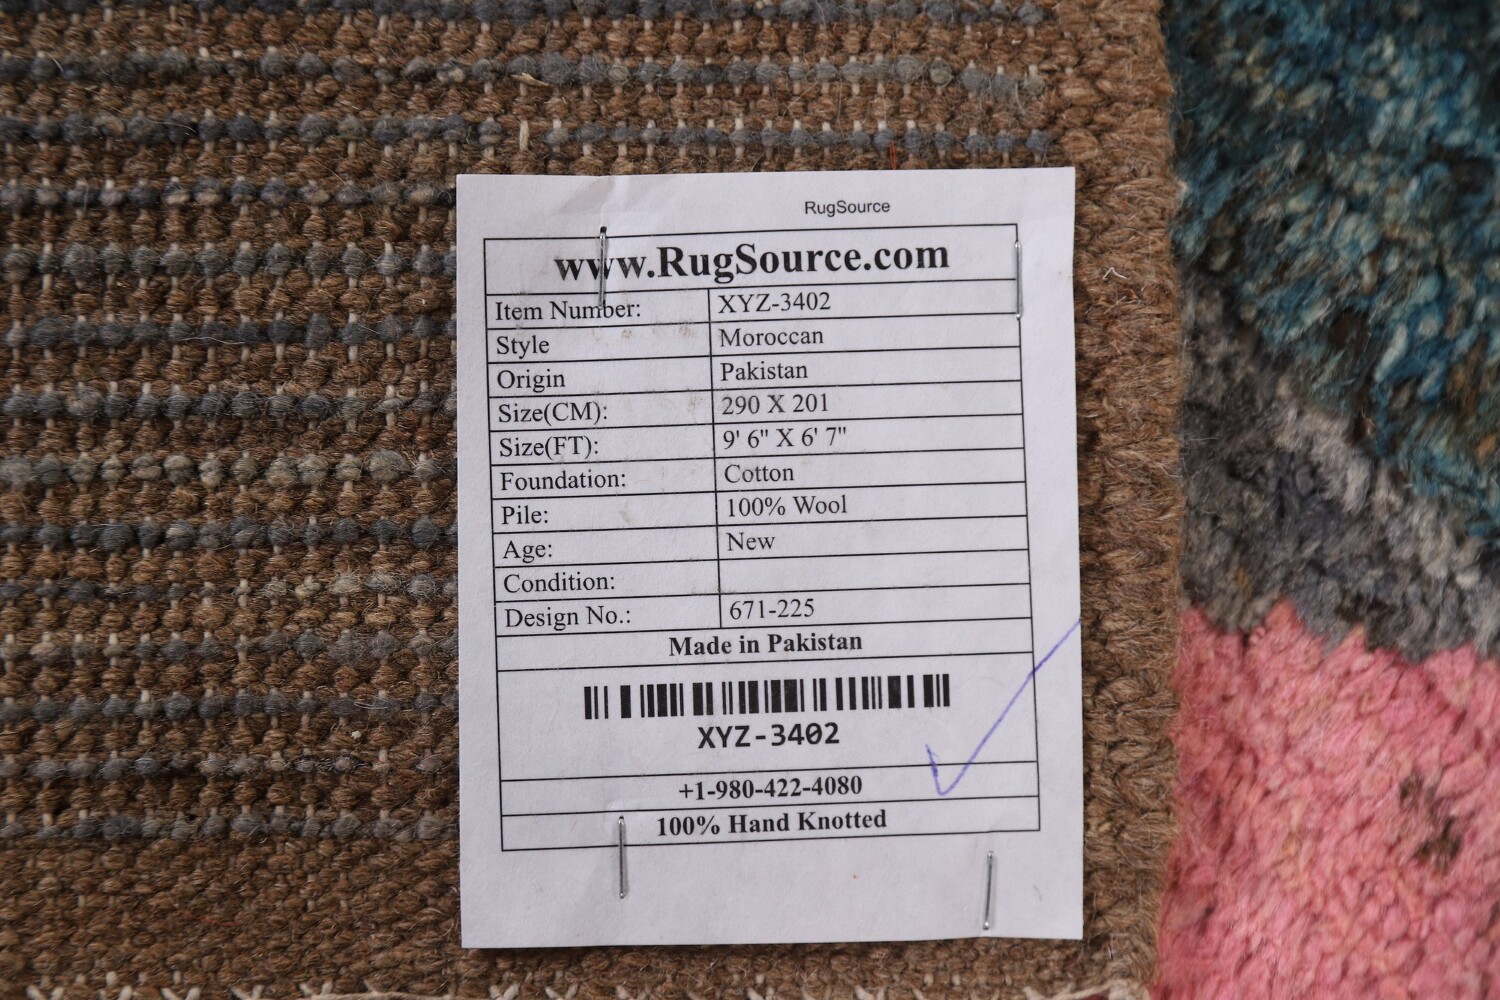 RugSource
www.RugSource.com
Item Number: XYZ-3402
Style Moroccan
Origin Pakistan
Size(CM): 290 X 201
Size(FT): 9' 6" X 6' 7"
Foundation: Cotton
Pile: 100% Wool
Age: New
Condition:
Design No.: 671-225
Made in Pakistan
XYZ-3402
+1-980-422-4080
100% Hand Knotted